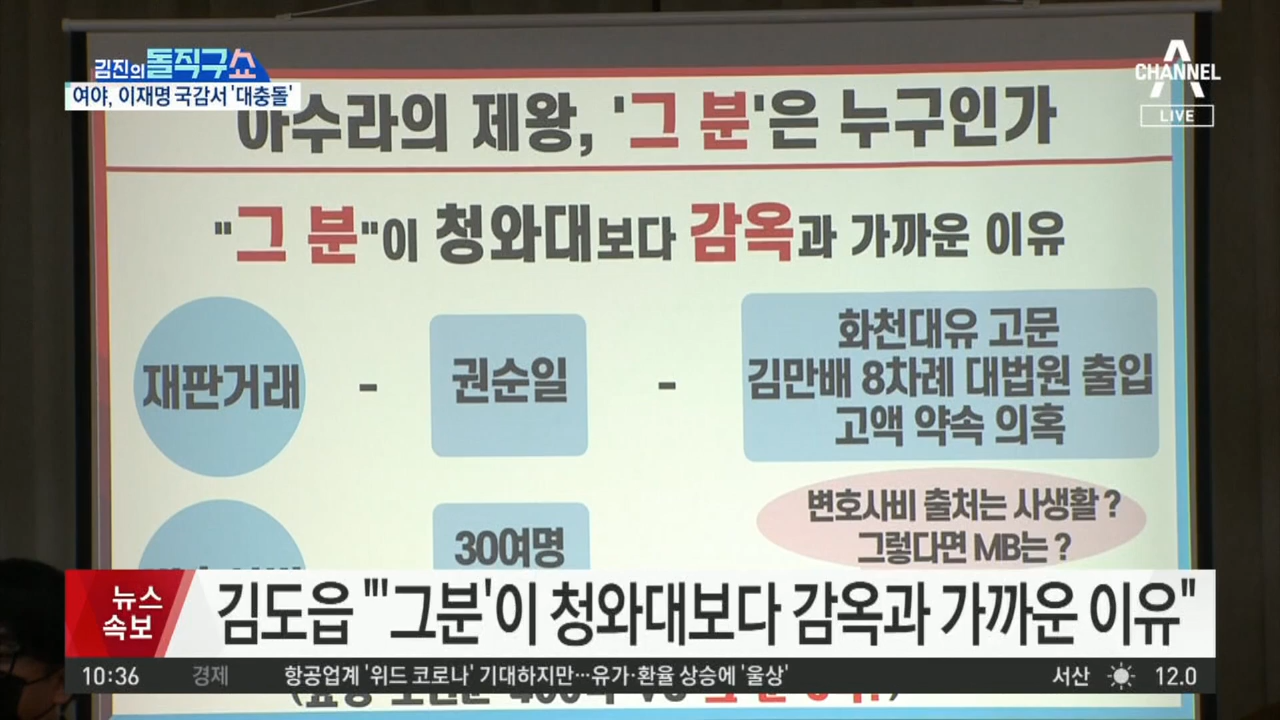 김진의 돌직구쇼
여야, 이재명 국감서 '대충돌'
CHANNEL A
LIVE
아수라의 제왕, '그 분'은 누구인가
"그 분"이 청와대보다 감옥과 가까운 이유
재판거래 - 권순일 - 화천대유 고문
김만배 8차례 대법원 출입
고액 약속 의혹
30여명
변호사비 출처는 사생활?
그렇다면 MB는?
뉴스
속보
김도읍 "'그분'이 청와대보다 감옥과 가까운 이유"
10:36 경제 항공업계 '위드 코로나' 기대하지만…유가·환율 상승에 '울상' 서산 12.0